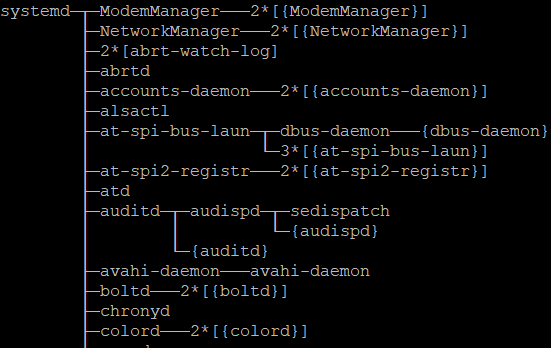 systemd─┬─ModemManager───2*[{ModemManager}]
        ├─NetworkManager───2*[{NetworkManager}]
        ├─2*[abrt-watch-log]
        ├─abrtd
        ├─accounts-daemon───2*[{accounts-daemon}]
        ├─alsactl
        ├─at-spi-bus-laun─┬─dbus-daemon───{dbus-daemon}
        │                 └─3*[{at-spi-bus-laun}]
        ├─at-spi2-registr───2*[{at-spi2-registr}]
        ├─atd
        ├─auditd─┬─audispd─┬─sedispatch
        │        │         └─{audispd}
        │        └─{auditd}
        ├─avahi-daemon───avahi-daemon
        ├─boltd───2*[{boltd}]
        ├─chronyd
        ├─colord───2*[{colord}]